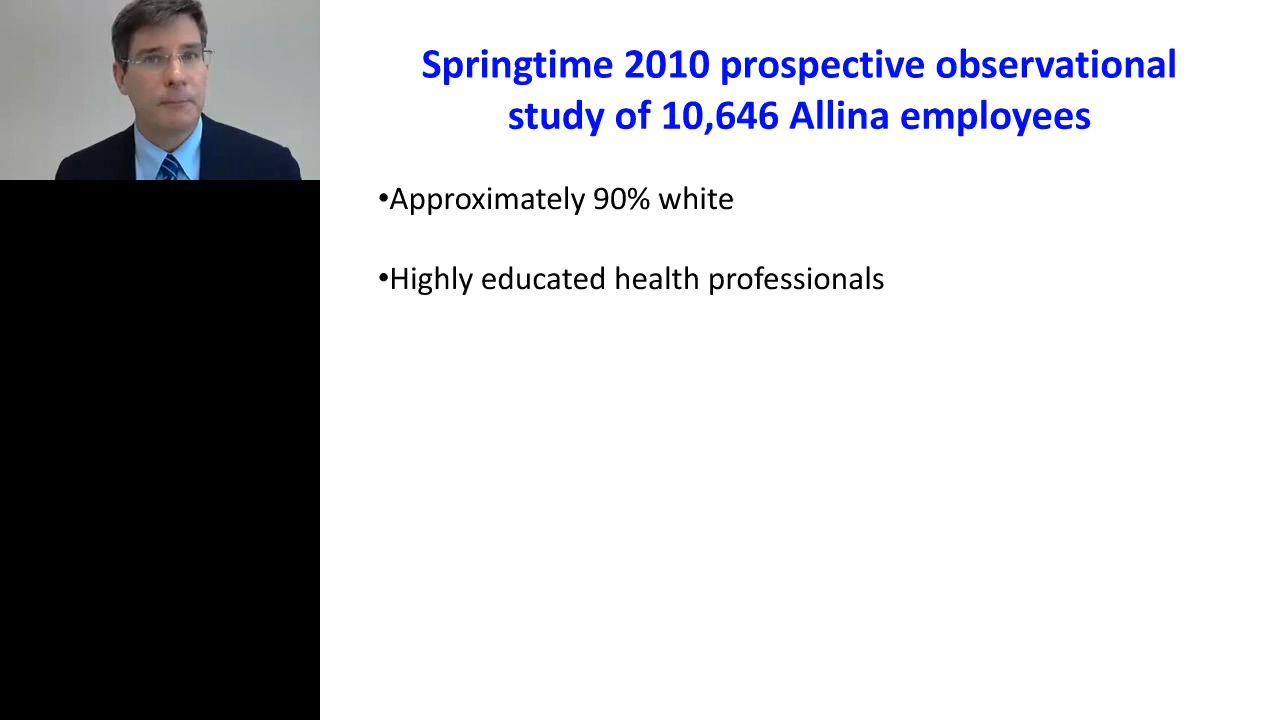 Springtime 2010 prospective observational
study of 10,646 Allina employees
•Approximately 90% white
•Highly educated health professionals